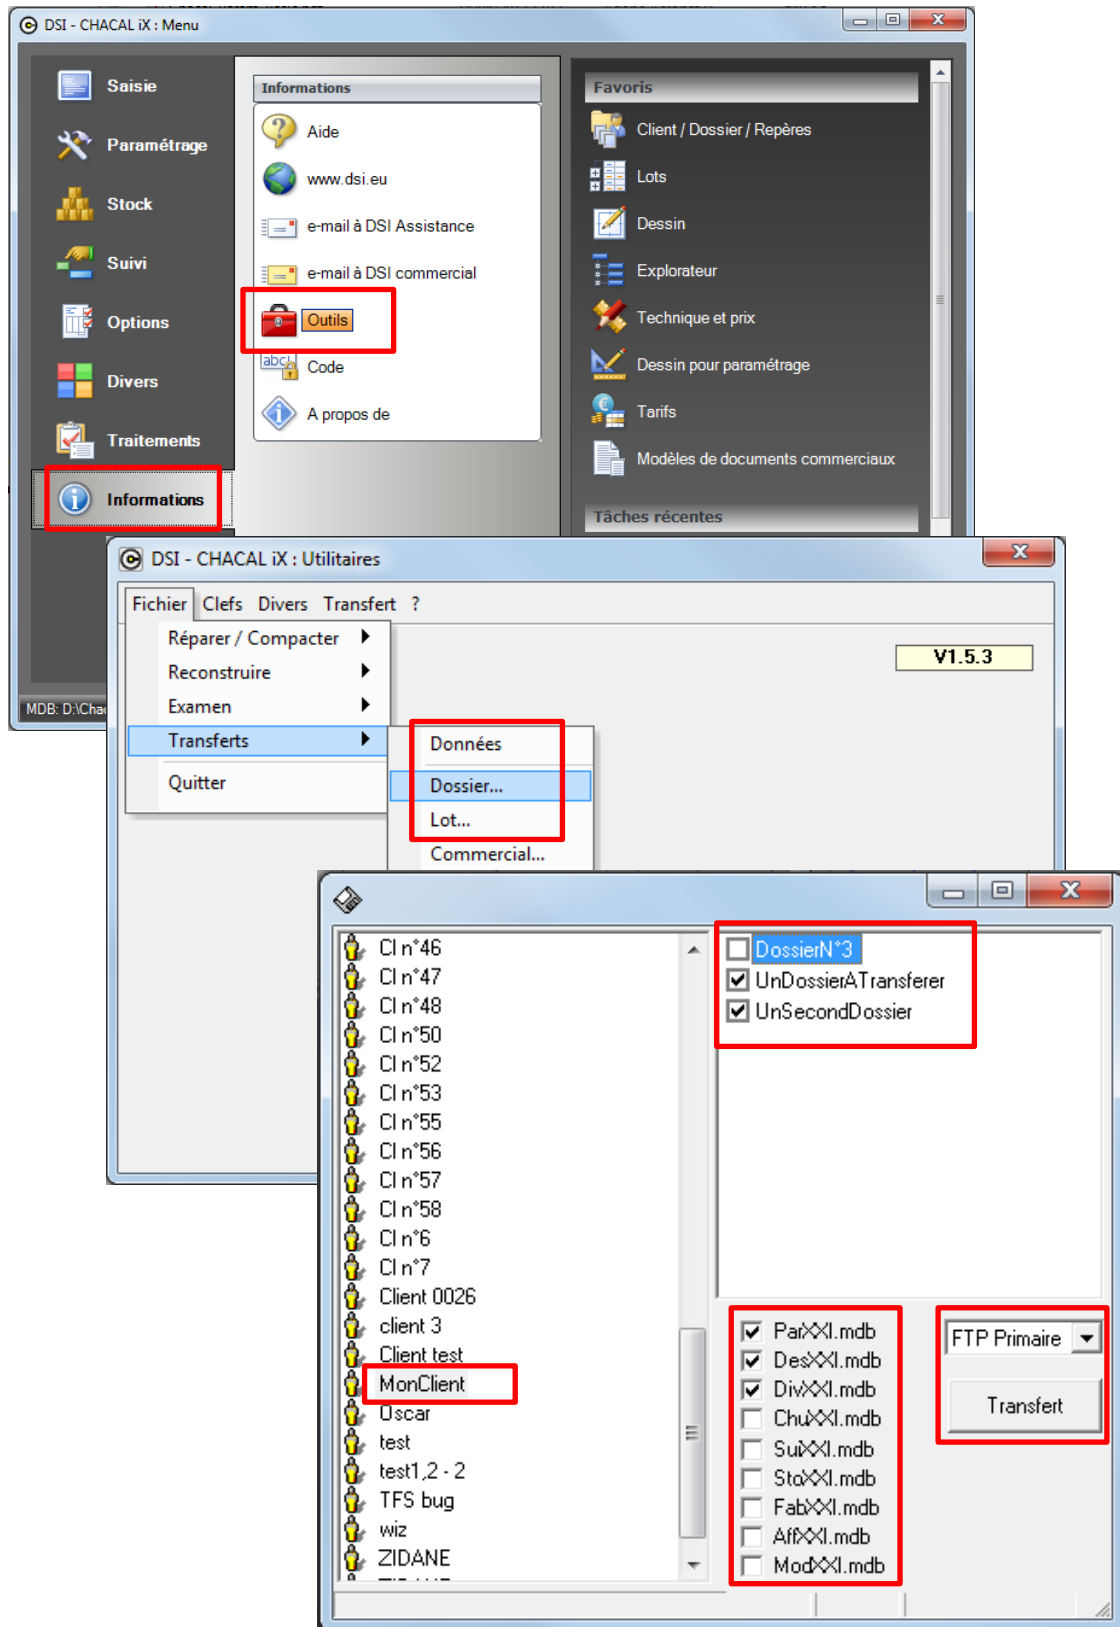 DSI - CHACAL iX : Menu
Saisie
Paramétrage
Stock
Suivi
Options
Divers
Traitements
Informations
Informations
Aide
www.dsi.eu
e-mail à DSI Assistance
e-mail à DSI commercial
Outils
Code
A propos de
Favoris
Client / Dossier / Repères
Lots
Dessin
Explorateur
Technique et prix
Dessin pour paramétrage
Tarifs
Modèles de documents commerciaux
Tâches récentes
MDB: D:\Chac
DSI - CHACAL iX : Utilitaires
Fichier Clefs Divers Transfert ?
Réparer / Compacter
Reconstruire
Examen
Transferts
Quitter
V1.5.3
Données
Dossier...
Lot...
Commercial...
Cl n°46
Cl n°47
Cl n°48
Cl n°50
Cl n°52
Cl n°53
Cl n°55
Cl n°56
Cl n°57
Cl n°58
Cl n°6
Cl n°7
Client 0026
client 3
Client test
MonClient
Oscar
test
test1,2 - 2
TFS bug
wiz
ZIDANE
DossierN°3
UnDossierATransferer
UnSecondDossier
ParXXI.mdb
DesXXI.mdb
DivXXI.mdb
ChuXXI.mdb
SuiXXI.mdb
StoXXI.mdb
FabXXI.mdb
AffXXI.mdb
ModXXI.mdb
FTP Primaire
Transfert